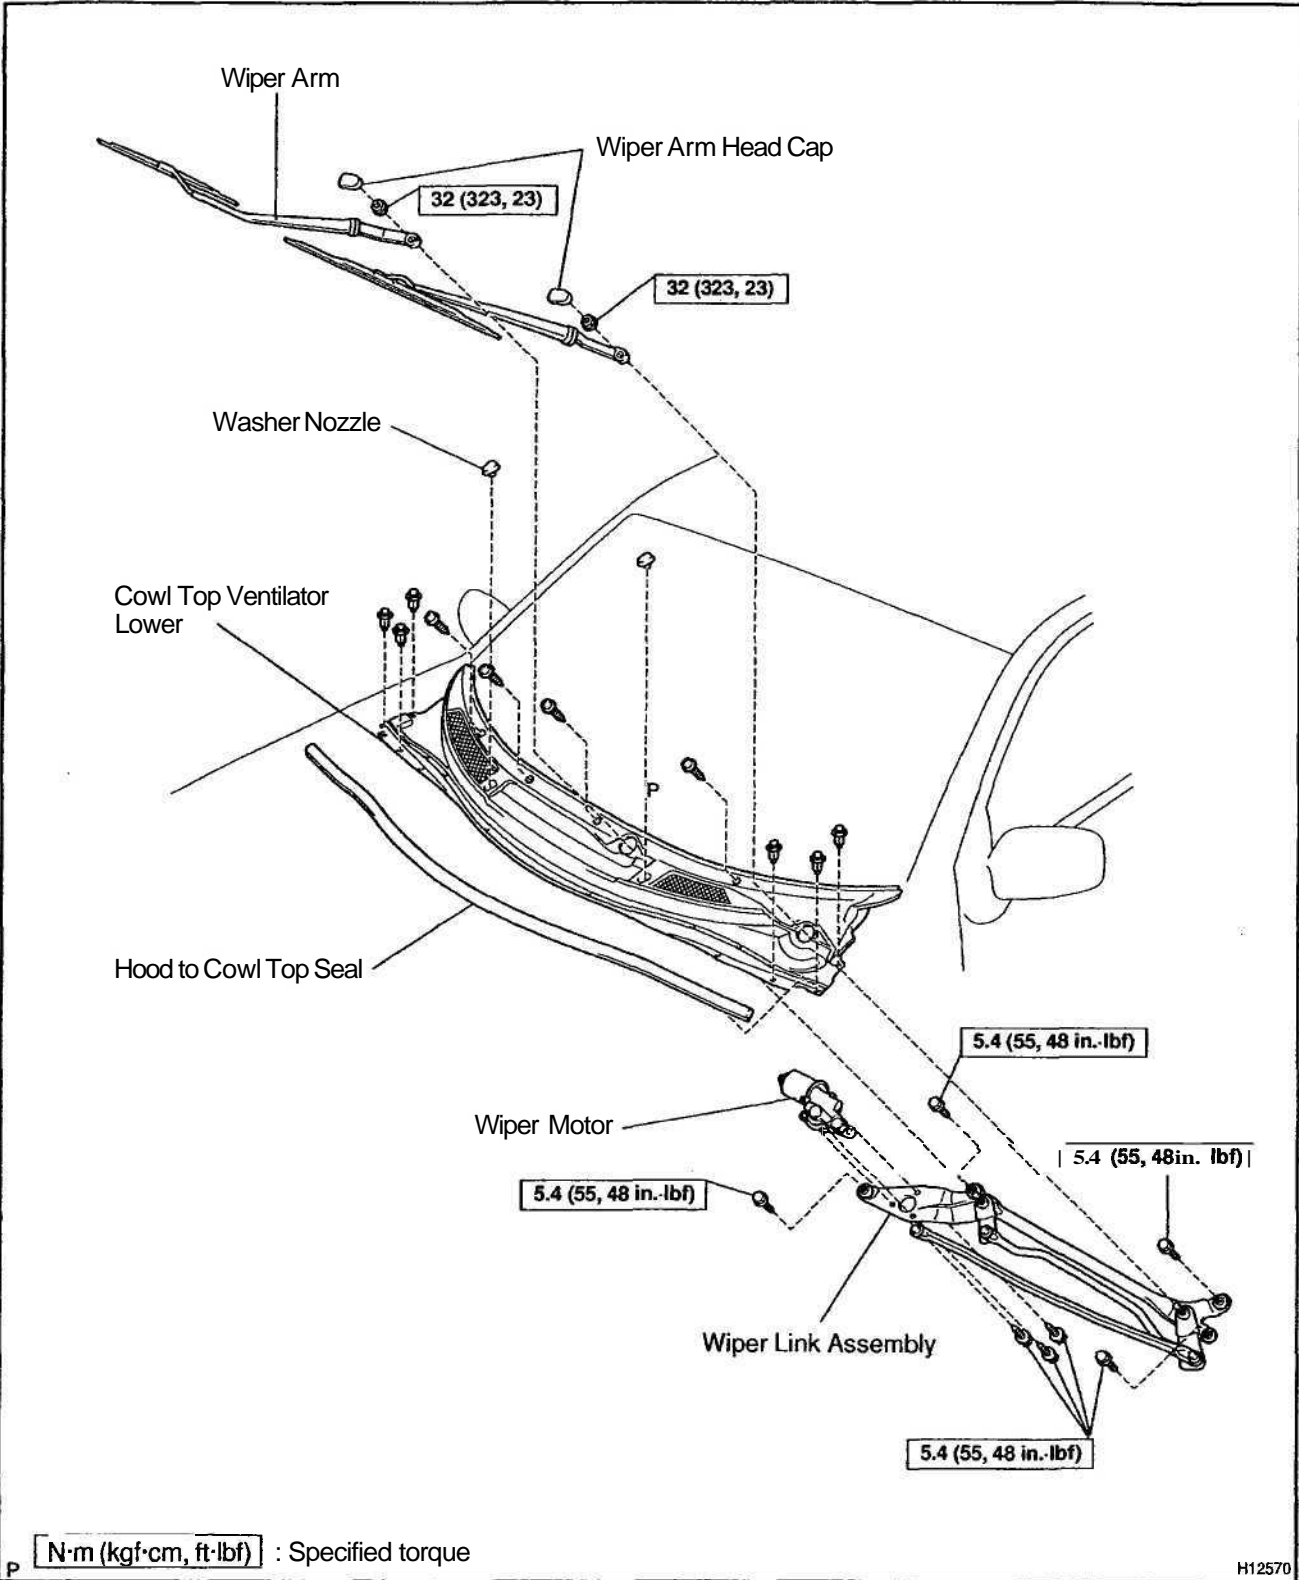 Wiper Arm
Wiper Arm Head Cap
32 (323, 23)
32 (323, 23)
Washer Nozzle
Cowl Top Ventilator
Lower
P
Hood to Cowl Top Seal
5.4 (55, 48 in.-lbf)
Wiper Motor
| 5.4 (55, 48in. lbf) |
5.4 (55, 48 in.-lbf)
Wiper Link Assembly
5.4 (55, 48 in.-lbf)
N·m (kgf·cm, ft·lbf) : Specified torque
P
H12570